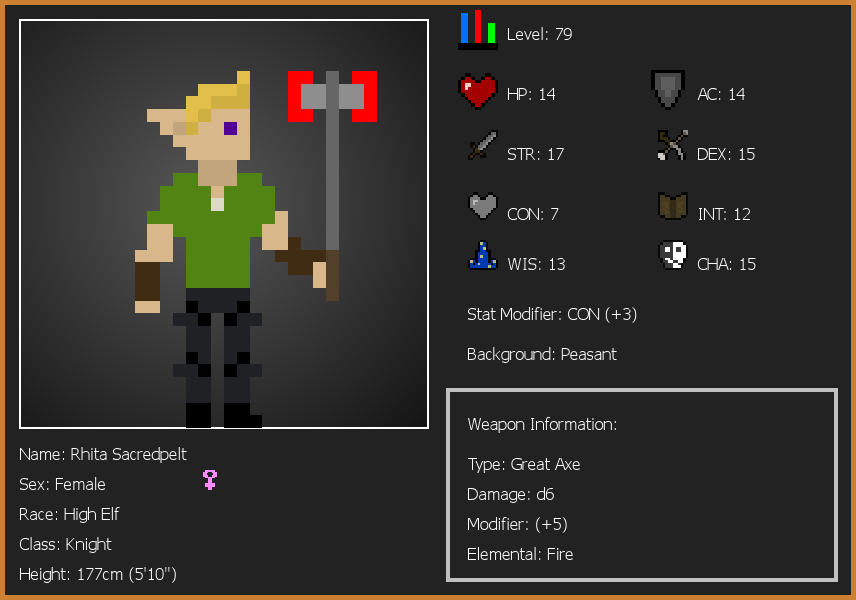 Level: 79
HP: 14
AC: 14
STR: 17
DEX: 15
CON: 7
INT: 12
WIS: 13
CHA: 15
Stat Modifier: CON (+3)
Background: Peasant
Weapon Information:
Type: Great Axe
Damage: d6
Modifier: (+5)
Elemental: Fire
Name: Rhita Sacredpelt
Sex: Female
Race: High Elf
Class: Knight
Height: 177cm (5'10")